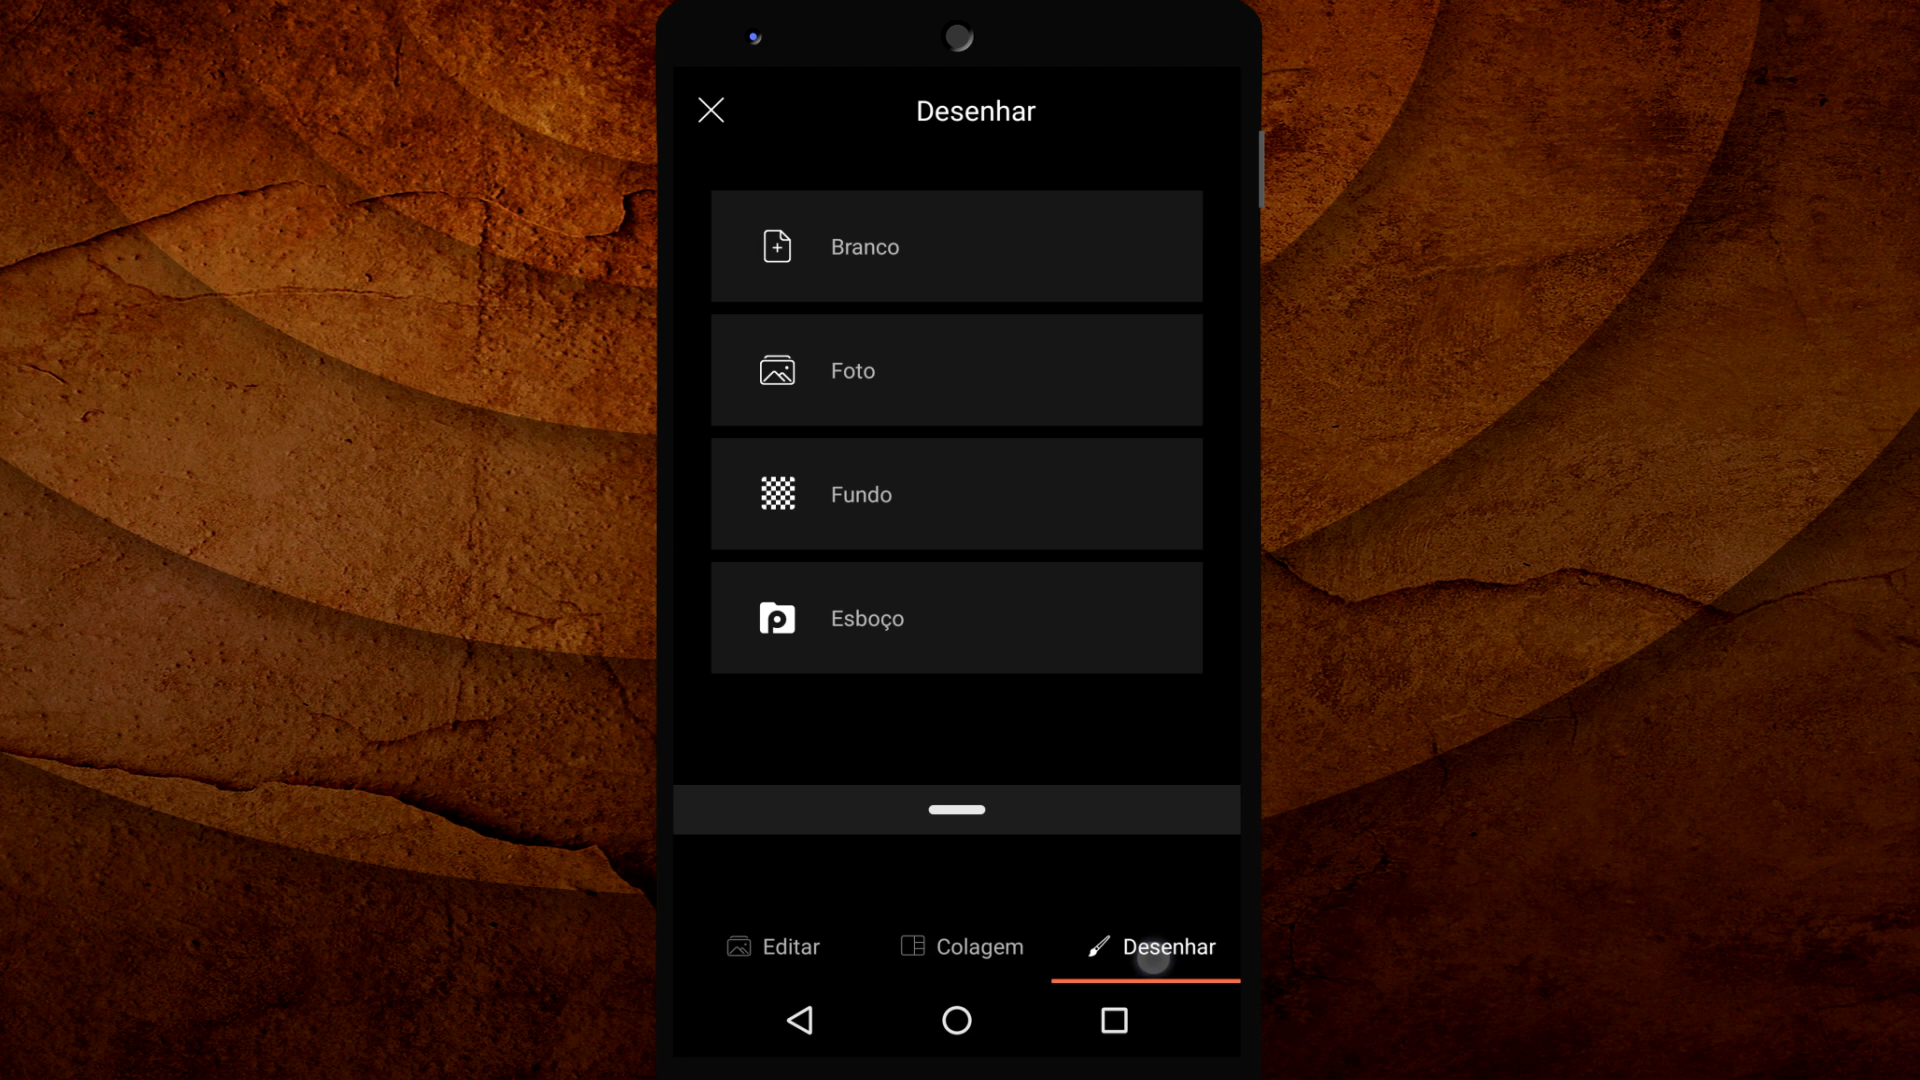 Desenhar
Branco
Foto
Fundo
Esboço
Editar Colagem Desenhar